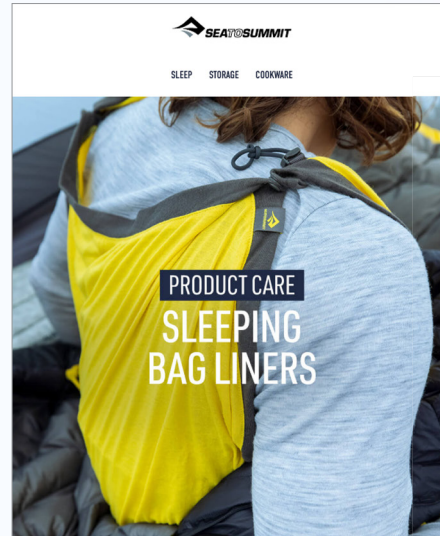 SEATOSUMMIT
SLEEP STORAGE COOKWARE
PRODUCT CARE
SLEEPING
BAG LINERS